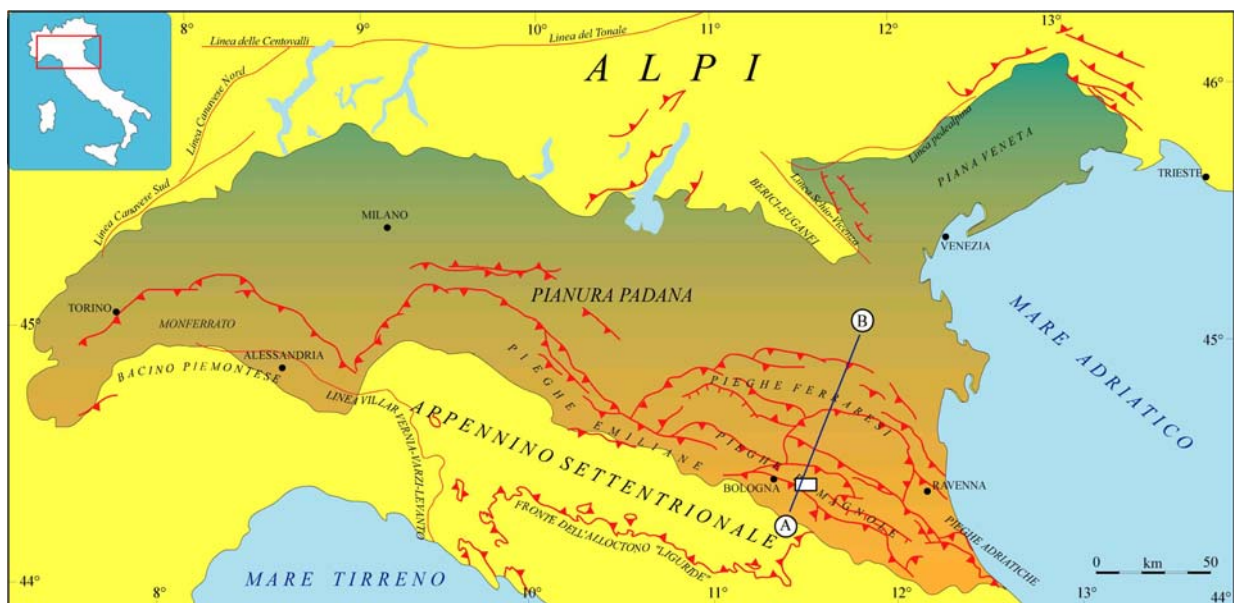 8°
9°
10°
11°
12°
13°
Linea delle Centovalli
Linea del Tonale
ALPI
46°
Linea Canavese Nord
Linea pedealpina
PIANA VENETA
TRIESTE
Linea Canavese Sud
Linea Schio-Vicenza
BERICI-EUGANEI
MILANO
VENEZIA
PIANURA PADANA
TORINO
MONFERRATO
45°
B
45°
ALESSANDRIA
BACINO PIEMONTESE
MARE ADRIATICO
PIEGHE EMILIANE
PIEGHE FERRARESI
LINEA VILLAR VERNIA-VARZI-LEVANTO
APPENNINO SETTENTRIONALE
PIEGHE ROMAGNOLE
BOLOGNA
RAVENNA
A
FRONTE DELL'ALLOCTONO "LIGURIDE"
PIEGHE ADRIATICHE
MARE TIRRENO
0 km 50
44°
8°
10°
11°
12°
13°
44°